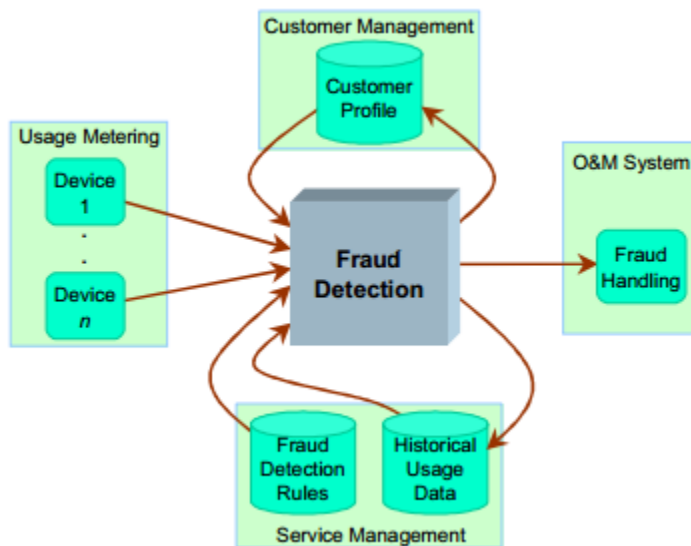 Customer Management
Customer
Profile
Usage Metering
Device
1
.
.
Device
n
Fraud
Detection
O&M System
Fraud
Handling
Fraud
Detection
Rules
Historical
Usage
Data
Service Management